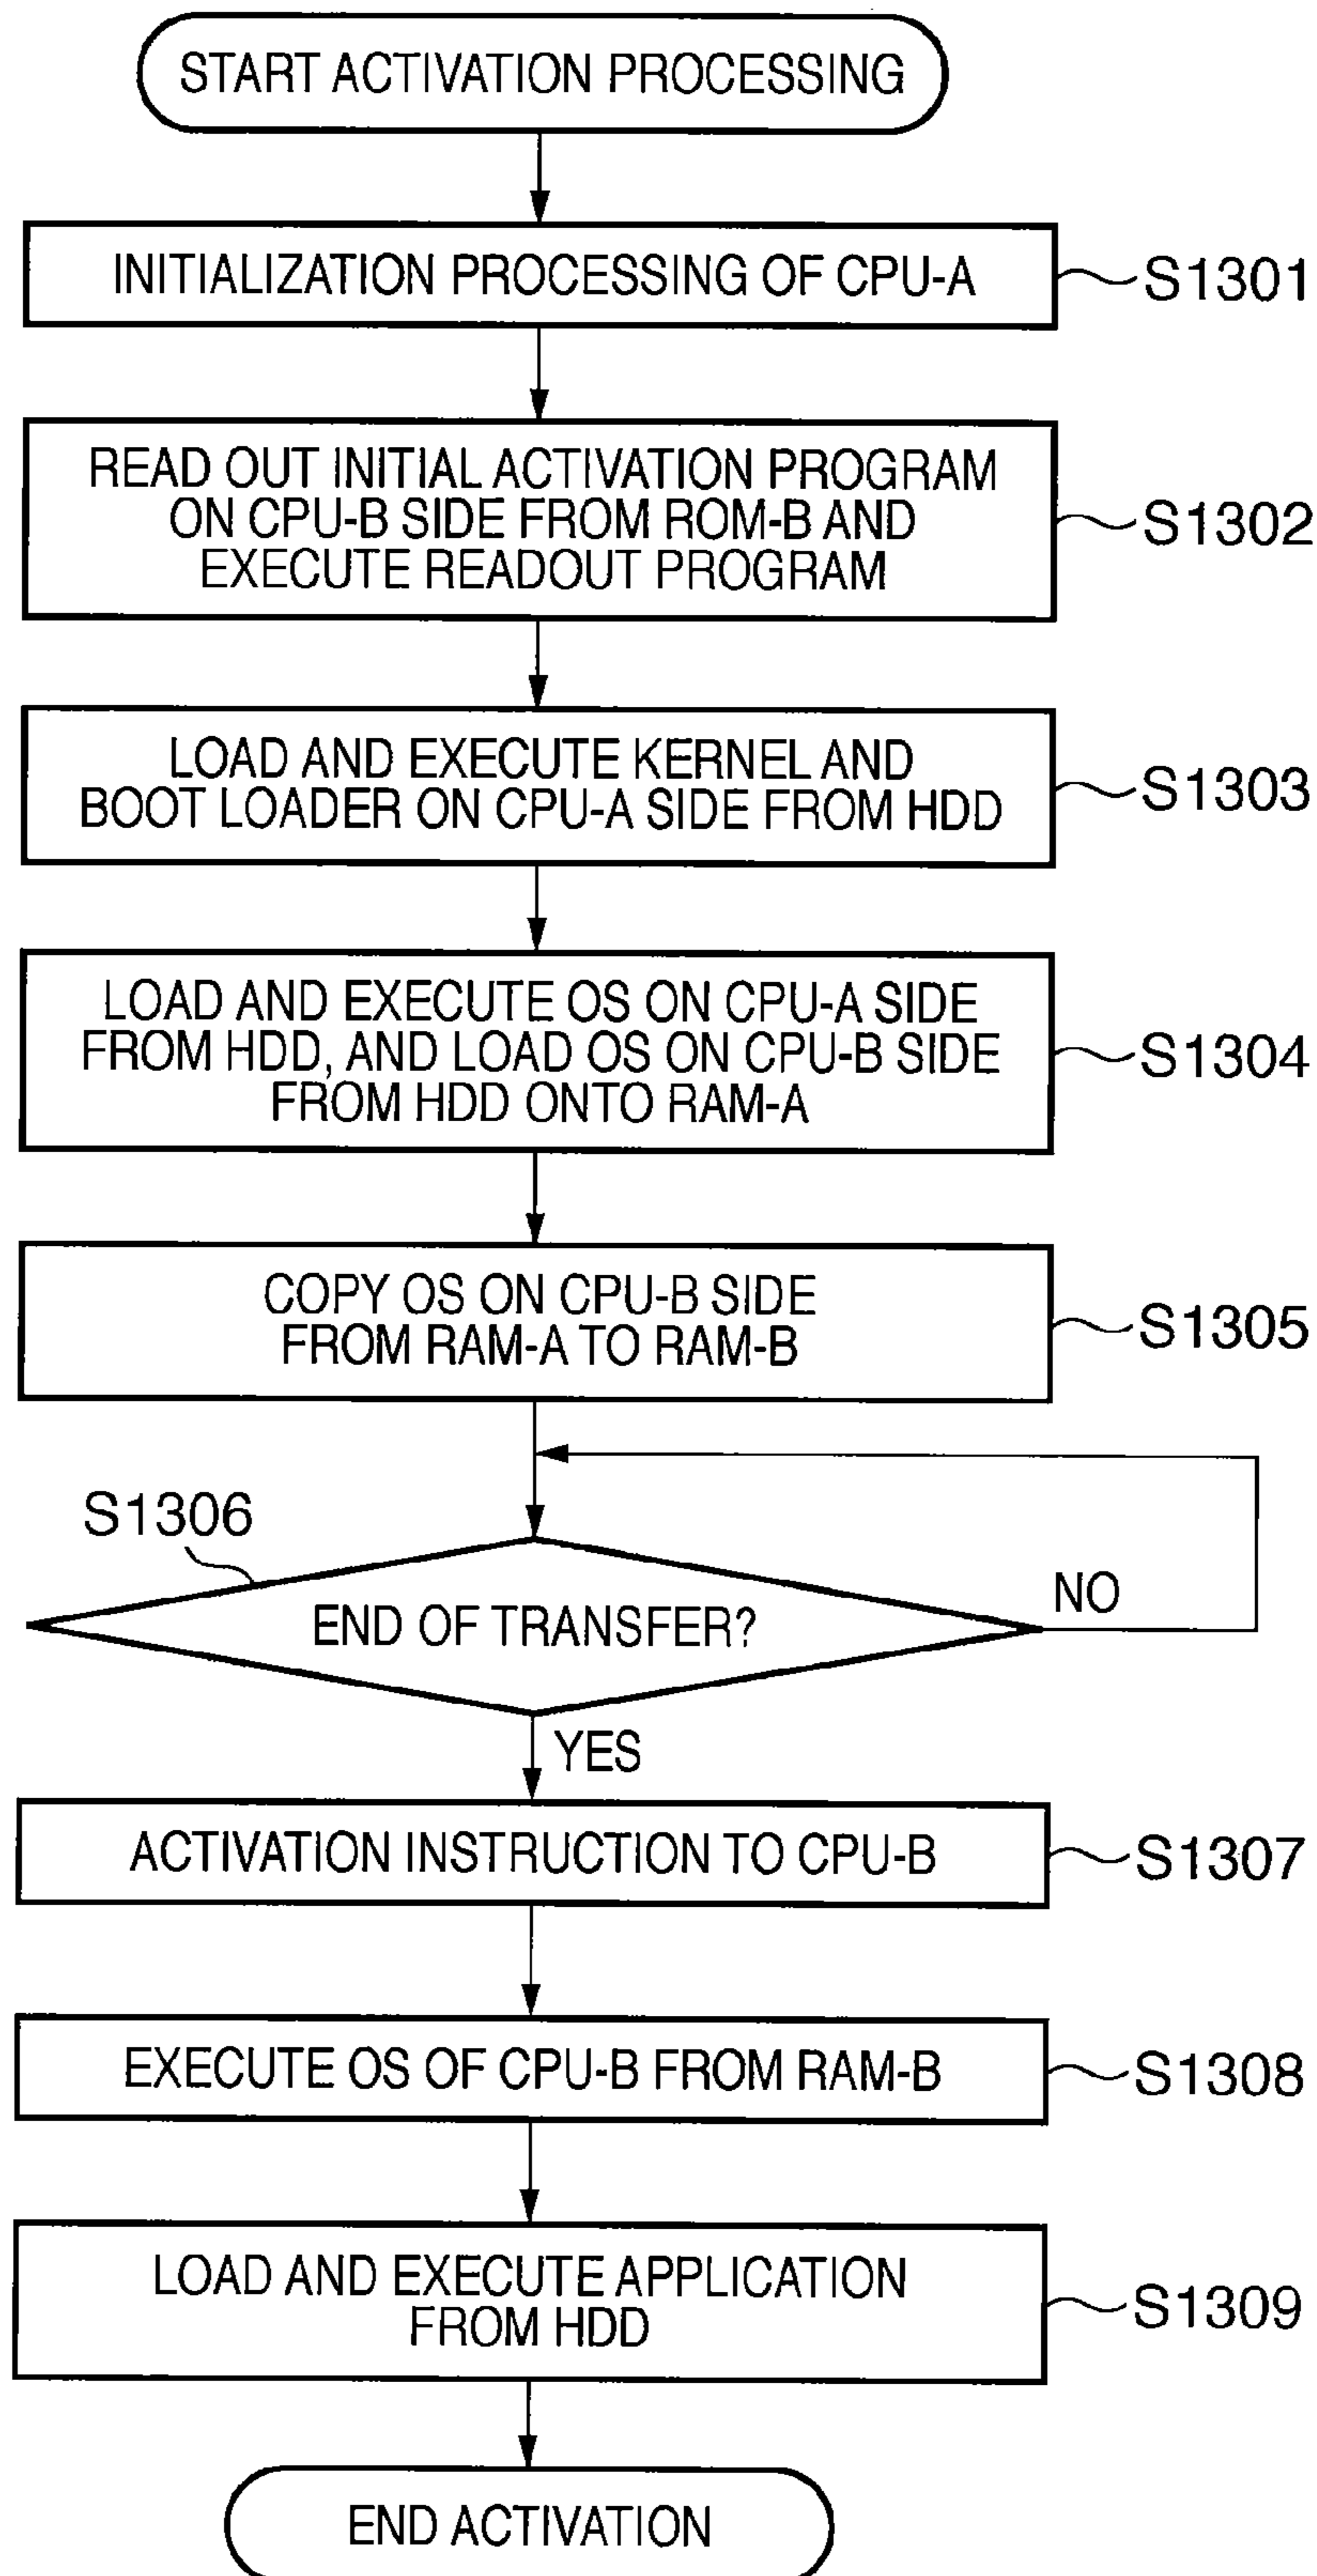 START ACTIVATION PROCESSING
INITIALIZATION PROCESSING OF CPU-A
S1301
READ OUT INITIAL ACTIVATION PROGRAM
ON CPU-B SIDE FROM ROM-B AND
EXECUTE READOUT PROGRAM
S1302
LOAD AND EXECUTE KERNEL AND
BOOT LOADER ON CPU-A SIDE FROM HDD
S1303
LOAD AND EXECUTE OS ON CPU-A SIDE
FROM HDD, AND LOAD OS ON CPU-B SIDE
FROM HDD ONTO RAM-A
S1304
COPY OS ON CPU-B SIDE
FROM RAM-A TO RAM-B
S1305
S1306
END OF TRANSFER?
NO
YES
ACTIVATION INSTRUCTION TO CPU-B
S1307
EXECUTE OS OF CPU-B FROM RAM-B
S1308
LOAD AND EXECUTE APPLICATION
FROM HDD
S1309
END ACTIVATION